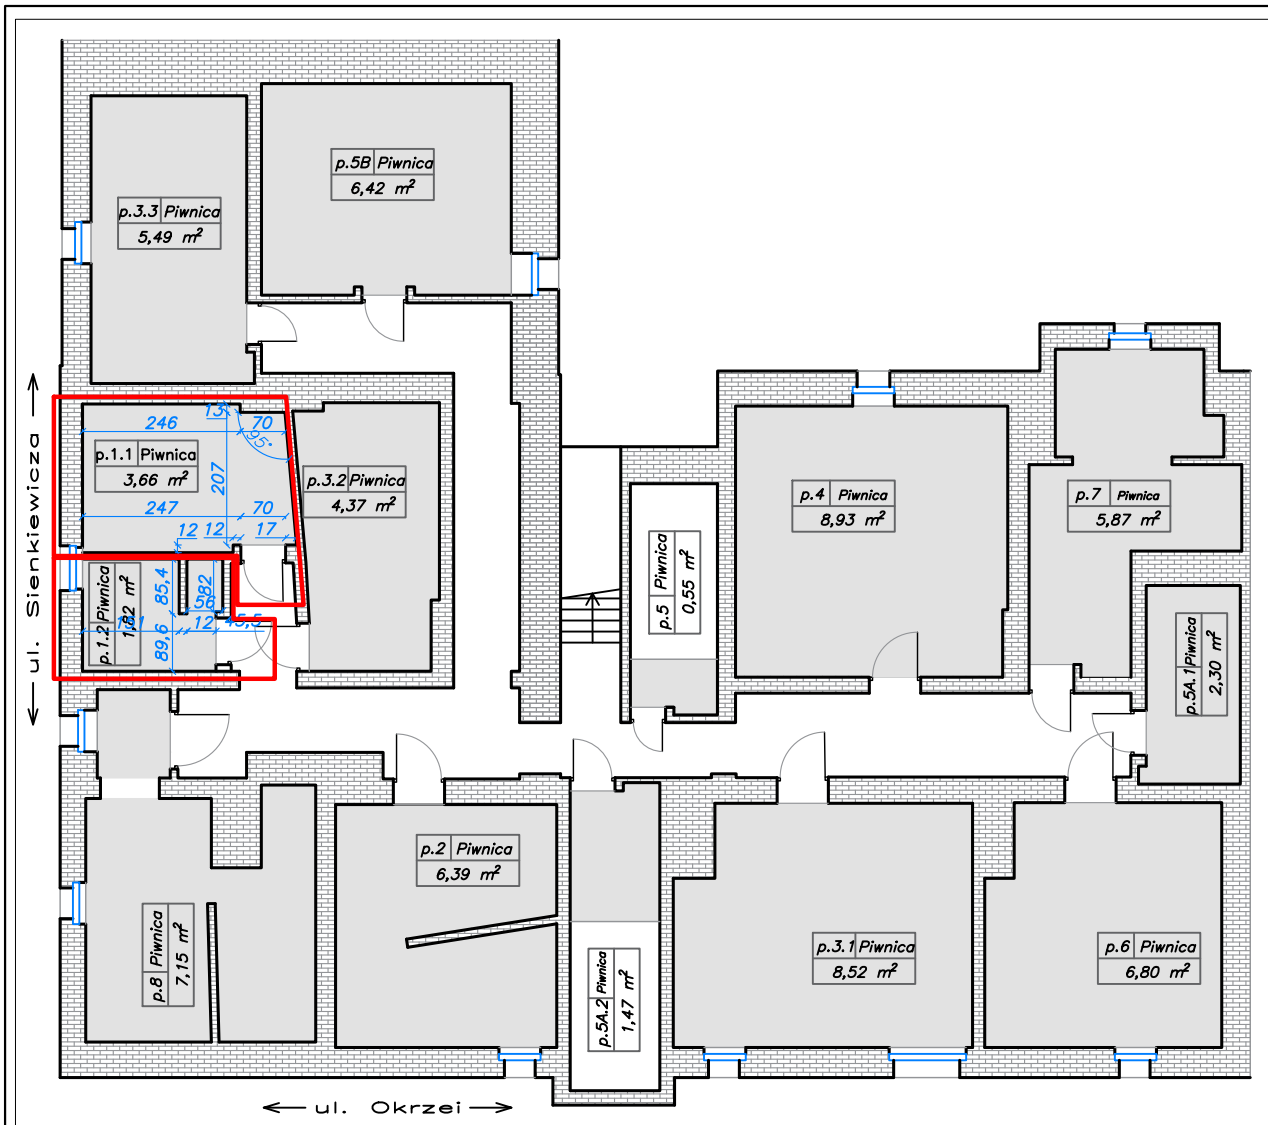 p.5B Piwnica
6,42 m²
p.3.3 Piwnica
5,49 m²
13
246
70
95°
p.1.1 Piwnica
3,66 m²
207
p.3.2 Piwnica
4,37 m²
247
70
12
12
17
p.4 Piwnica
8,93 m²
p.7 Piwnica
5,87 m²
p.5 Piwnica
0,55 m²
p.1.2 Piwnica
1,82 m²
85,4
82
56
12
45,5
89,6
p.5A.1 Piwnica
2,30 m²
ul. Sienkiewicza
p.2 Piwnica
6,39 m²
p.8 Piwnica
7,15 m²
p.5A.2 Piwnica
1,47 m²
p.3.1 Piwnica
8,52 m²
p.6 Piwnica
6,80 m²
ul. Okrzei